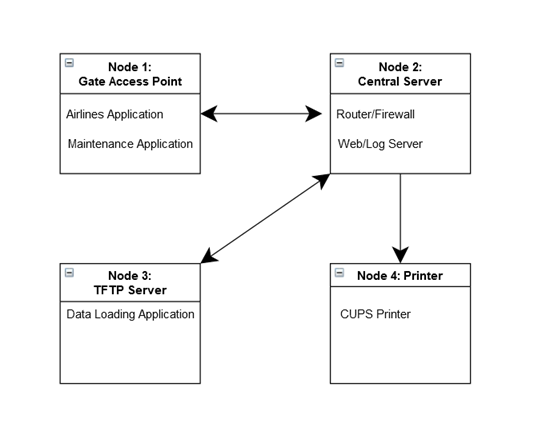 Node 1:
Gate Access Point
Airlines Application
Maintenance Application
Node 2:
Central Server
Router/Firewall
Web/Log Server
Node 3:
TFTP Server
Data Loading Application
Node 4: Printer
CUPS Printer